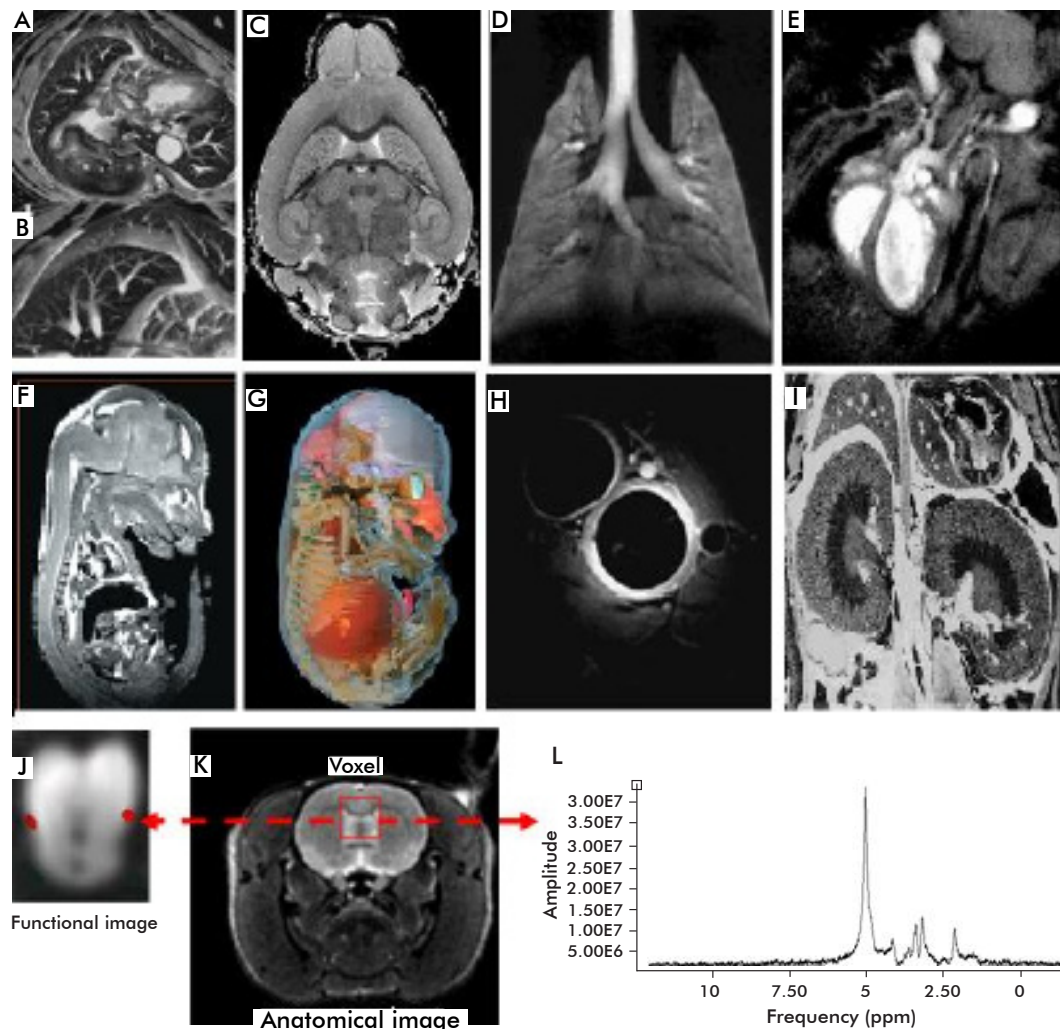 A
C
D
E
B
F
G
H
I
J
K
Voxel
L
Functional image
Anatomical image
Amplitude
3.00E7
3.50E7
3.00E7
2.50E7
2.00E7
1.50E7
1.00E7
5.00E6
10
7.50
5
2.50
0
Frequency (ppm)